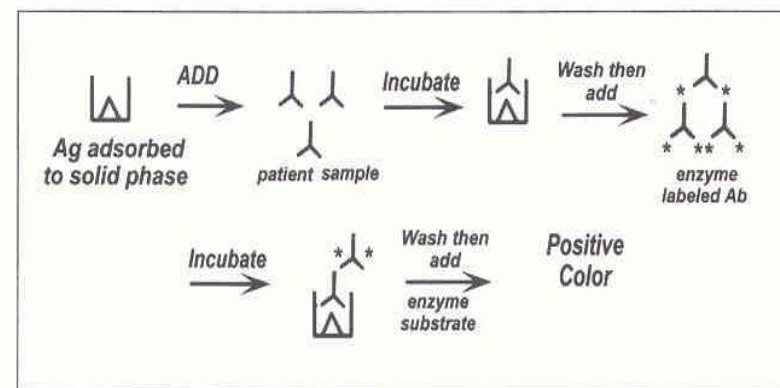 ADD
Incubate
Wash then
add
Ag adsorbed
to solid phase
patient sample
enzyme
labeled Ab
Incubate
Wash then
add
enzyme
substrate
Positive
Color